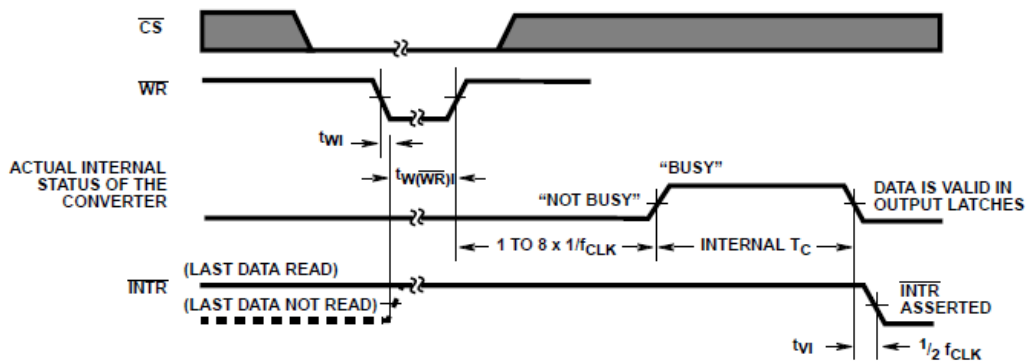 CS
WR
tWI
ACTUAL INTERNAL
STATUS OF THE
CONVERTER
tW(WR)I
"BUSY"
"NOT BUSY"
DATA IS VALID IN
OUTPUT LATCHES
1 TO 8 x 1/fCLK
INTERNAL TC
INTR
(LAST DATA READ)
(LAST DATA NOT READ)
INTR
ASSERTED
tVI
1/2 fCLK